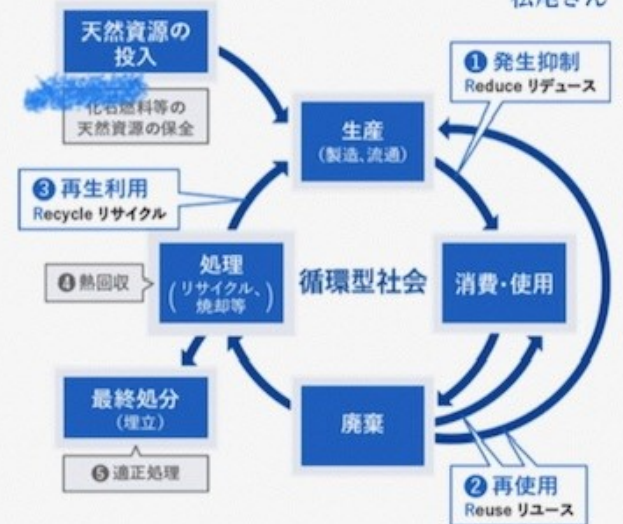 天然資源の
投入
化石燃料等の
天然資源の保全
❶ 発生抑制
Reduce リデュース
生産
(製造、流通)
❸ 再生利用
Recycle リサイクル
処理
(リサイクル、
焼却等)
❹ 熱回収
循環型社会
消費・使用
最終処分
(埋立)
❺ 適正処理
廃棄
❷ 再使用
Reuse リユース